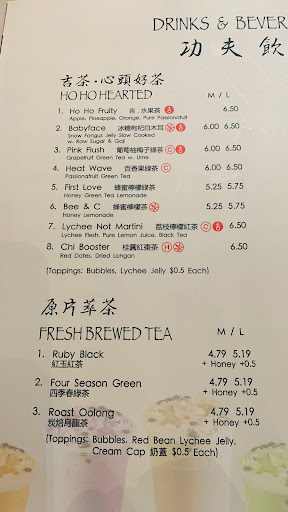 DRINKS & BEVER
功夫飲
吉茶·心頭好茶
HO HO HEARTED M / L
1. Ho Ho Fruity 吉.水果茶 6.50
Apple, Pineapple, Orange, Pure Passionfruit
2. Babyface 冰糖枸杞白木耳 6.00 6.50
Snow Fongus Jelly Slow Cooked
w. Raw Sugar & Goji
3. Pink Flush 葡萄柚梅子綠茶 C 6.00 6.50
Grapefruit Green Tea w. Ume
4. Heat Wave 百香果綠茶 C 6.00 6.50
Passionafruit Green Tea
5. First Love 蜂蜜檸檬綠茶 5.25 5.75
Honey Green Tea Lemonade
6. Bee & C 蜂蜜檸檬茶 5.25 5.75
Honey Lemonade
7. Lychee Not Martini 荔枝檸檬紅茶 C 6.50
Lychee Flesh, Pure Lemon Juice, Black Tea
8. Chi Booster 桂圓紅棗茶 H 6.50
Red Dates, Dried Longan
(Toppings: Bubbles, Lychee Jelly $0.5 Each)
原片萃茶
FRESH BREWED TEA M / L
1. Ruby Black 4.79 5.19
紅玉紅茶 + Honey +0.5
2. Four Season Green 4.79 5.19
四季春綠茶 + Honey +0.5
3. Roast Oolong 4.79 5.19
炭焙烏龍茶 + Honey +0.5
(Toppings: Bubbles, Red Bean Lychee Jelly,
Cream Cap 奶蓋 $0.5 Each)